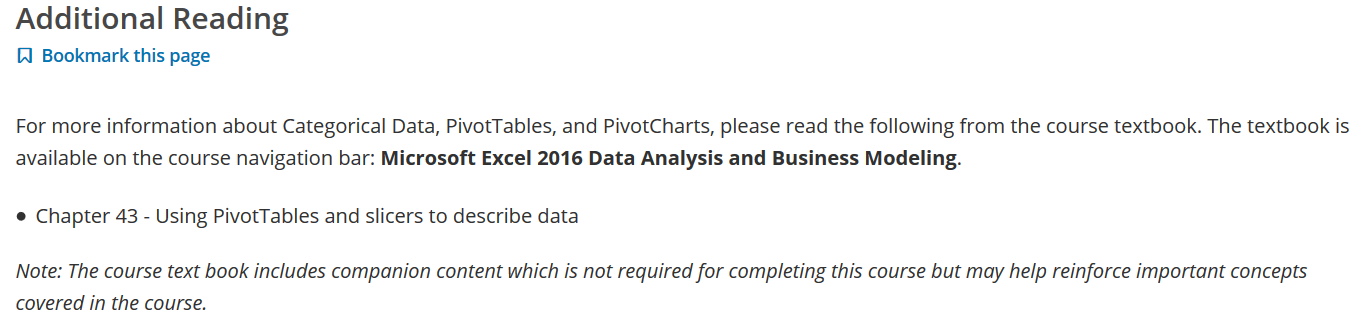 Additional Reading
Bookmark this page
For more information about Categorical Data, PivotTables, and PivotCharts, please read the following from the course textbook. The textbook is
available on the course navigation bar: Microsoft Excel 2016 Data Analysis and Business Modeling.
● Chapter 43 - Using PivotTables and slicers to describe data
Note: The course text book includes companion content which is not required for completing this course but may help reinforce important concepts
covered in the course.